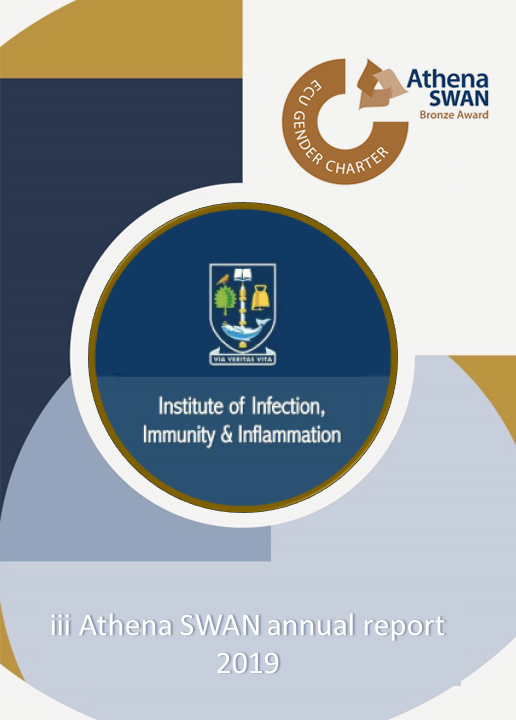 Athena
SWAN
Bronze Award
ECU GENDER CHARTER
VIA VERITAS VITA
Institute of Infection,
Immunity & Inflammation
iii Athena SWAN annual report
2019